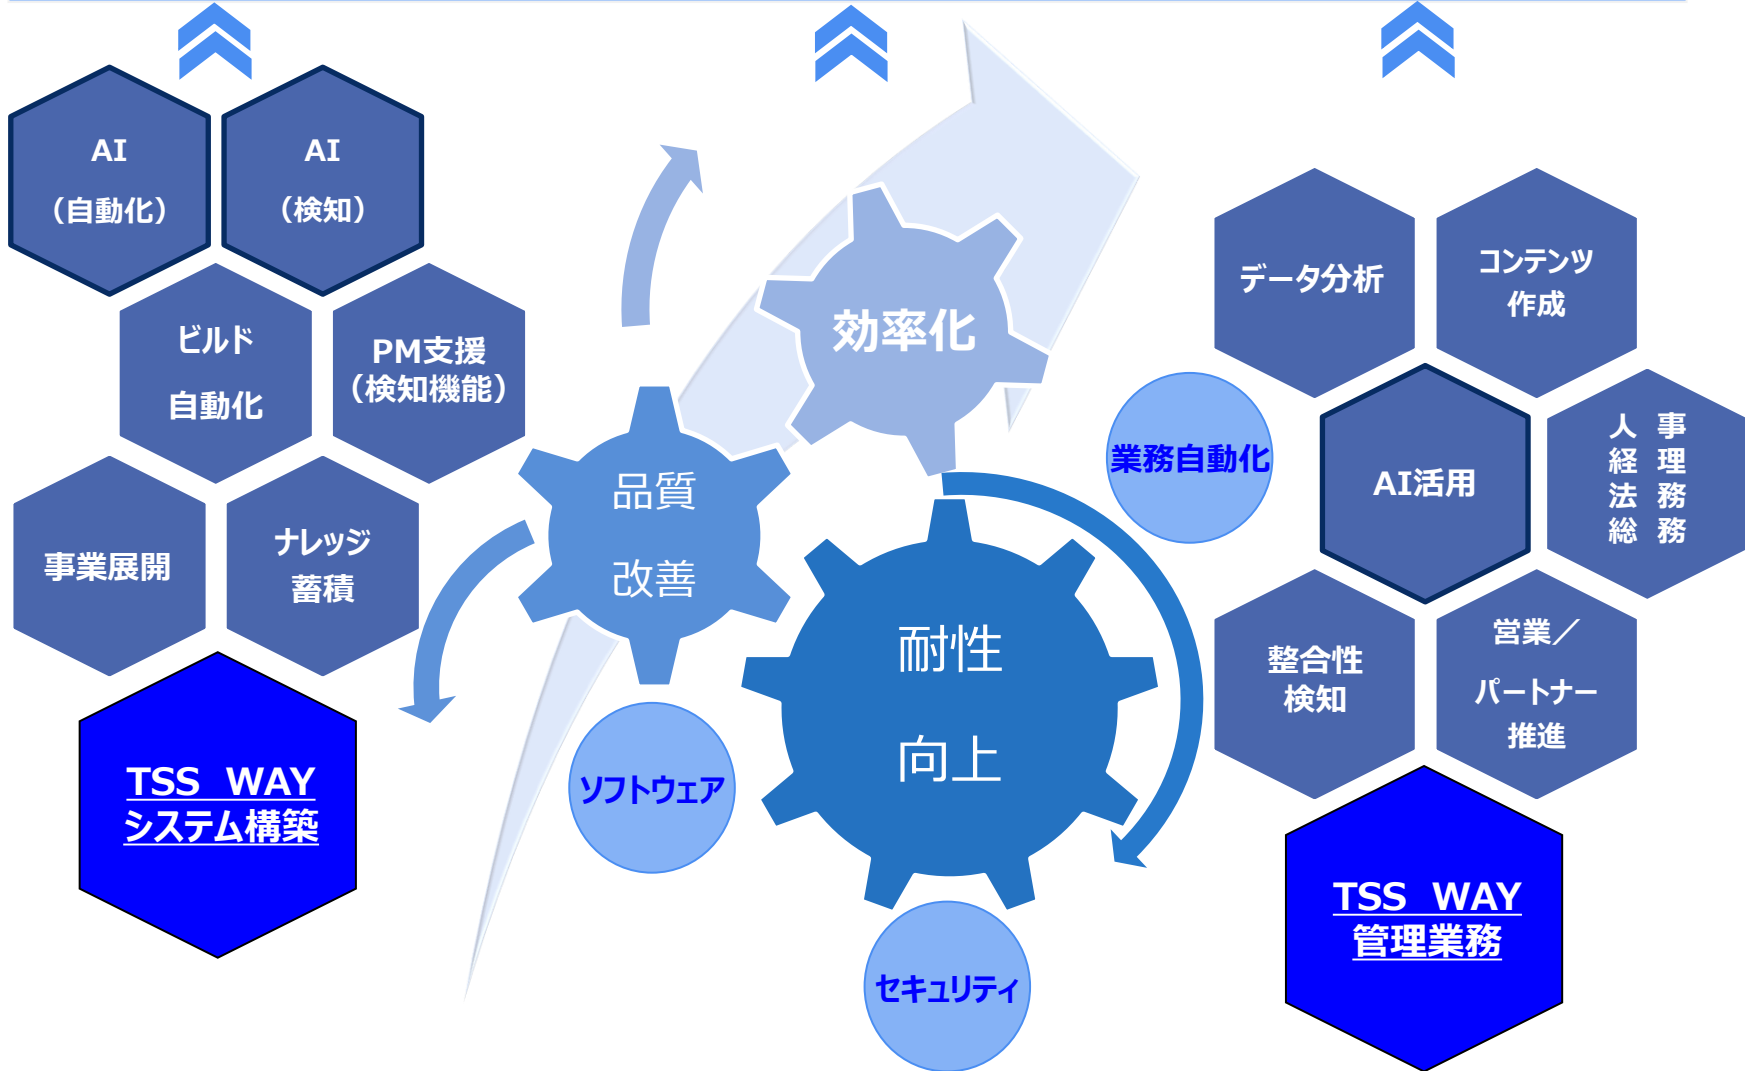 AI
（自動化）
AI
（検知）
ビルド
自動化
PM支援
（検知機能）
事業展開
ナレッジ
蓄積
TSS　WAY
システム構築
効率化
品質
改善
耐性
向上
ソフトウェア
セキュリティ
業務自動化
データ分析
コンテンツ
作成
AI活用
人事
経理
法務
総務
整合性
検知
営業／
パートナー
推進
TSS　WAY
管理業務